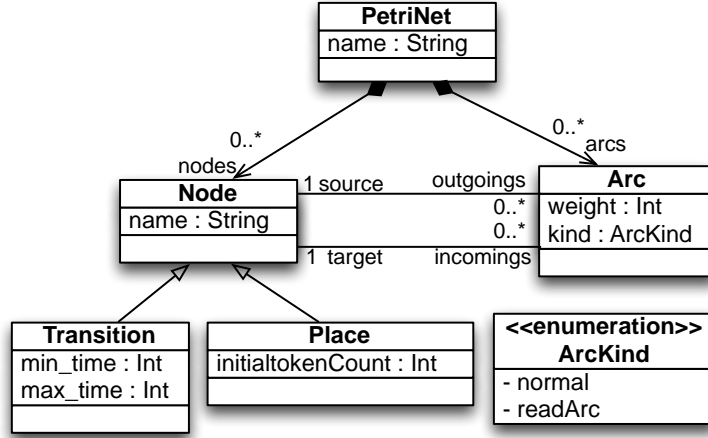 PetriNet
name : String
0..*
nodes
0..*
arcs
Node
name : String
1 source
outgoings
0..*
0..*
1 target
incomings
Arc
weight : Int
kind : ArcKind
Transition
min_time : Int
max_time : Int
Place
initialtokenCount : Int
<<enumeration>>
ArcKind
- normal
- readArc